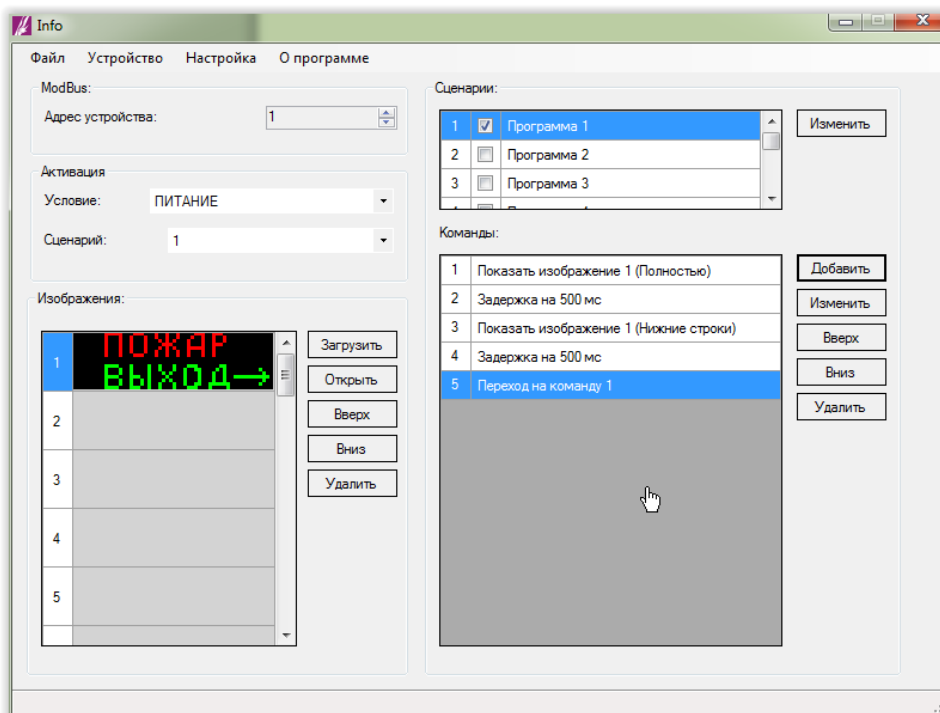 Info
Файл Устройство Настройка О программе
ModBus:
Адрес устройства: 1
Активация
Условие: ПИТАНИЕ
Сценарий: 1
Изображения:
1 ПОЖАР
ВЫХОД→
2
3
4
5
Загрузить
Открыть
Вверх
Вниз
Удалить
Сценарии:
1 Программа 1
2 Программа 2
3 Программа 3
Изменить
Команды:
1 Показать изображение 1 (Полностью)
2 Задержка на 500 мс
3 Показать изображение 1 (Нижние строки)
4 Задержка на 500 мс
5 Переход на команду 1
Добавить
Изменить
Вверх
Вниз
Удалить